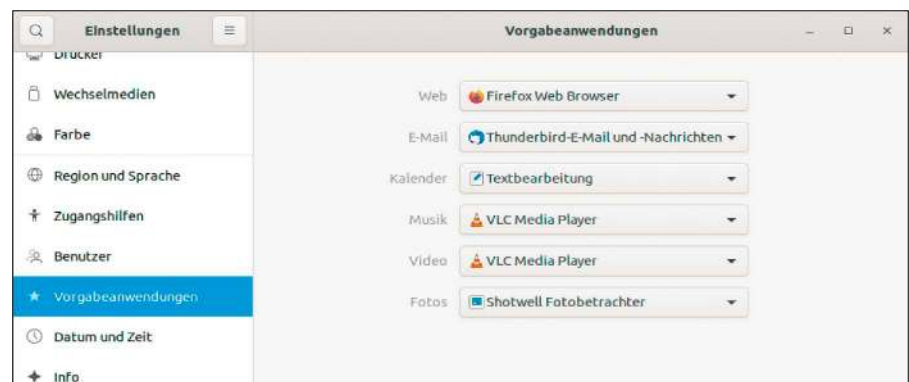 Einstellungen
Vorgabeanwendungen
Drucker
Wechselmedien
Farbe
Region und Sprache
Zugangshilfen
Benutzer
Vorgabeanwendungen
Datum und Zeit
Info
Web Firefox Web Browser
E-Mail Thunderbird-E-Mail und -Nachrichten
Kalender Textbearbeitung
Musik VLC Media Player
Video VLC Media Player
Fotos Shotwell Fotobetrachter